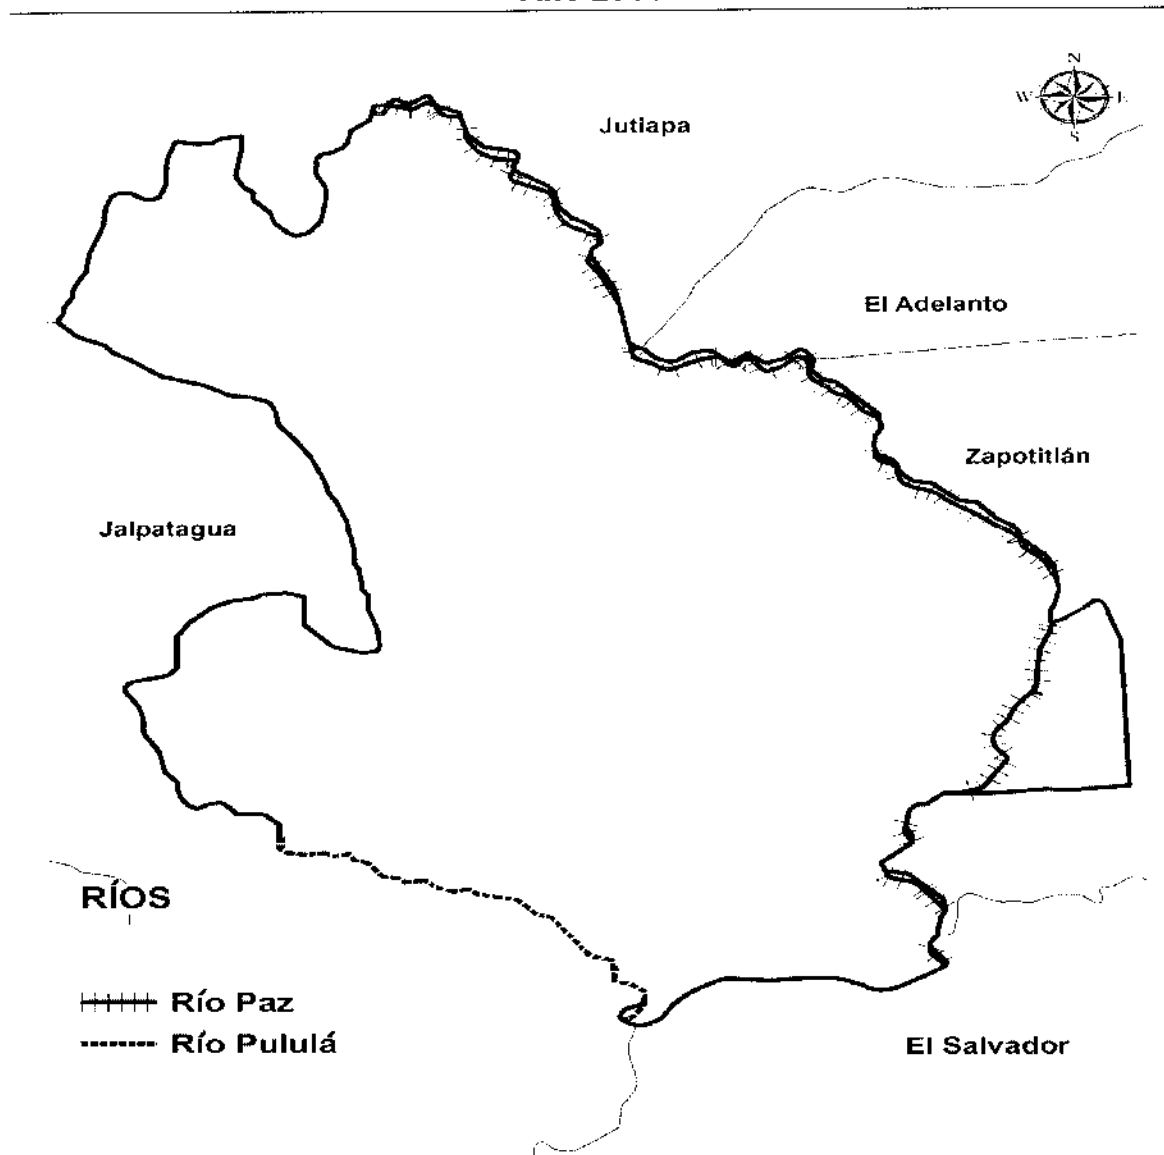 N
W
E
S
Jutiapa
El Adelanto
Zapotitlán
Jalpatagua
RÍOS
Río Paz
Río Pululá
El Salvador